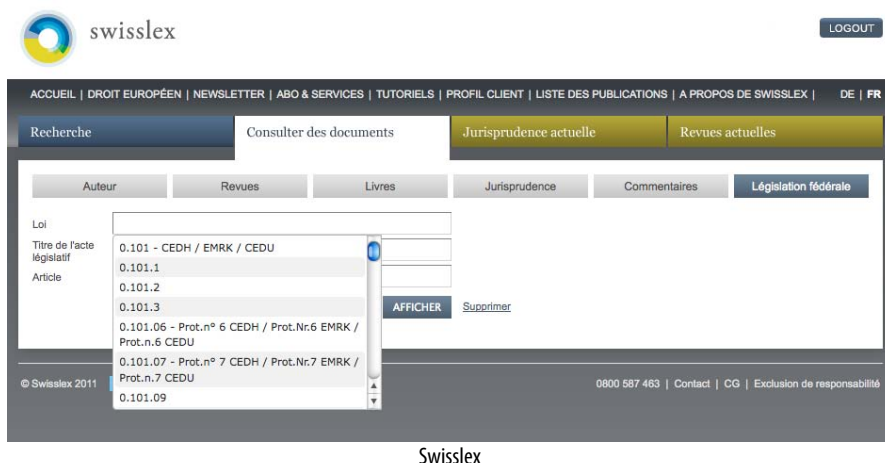 swisslex
LOGOUT
ACCUEIL | DROIT EUROPÉEN | NEWSLETTER | ABO & SERVICES | TUTORIELS | PROFIL CLIENT | LISTE DES PUBLICATIONS | A PROPOS DE SWISSLEX | DE | FR
Recherche Consulter des documents Jurisprudence actuelle Revues actuelles
Auteur Revues Livres Jurisprudence Commentaires Législation fédérale
Loi
Titre de l'acte
législatif
Article
0.101 - CEDH / EMRK / CEDU
0.101.1
0.101.2
0.101.3
0.101.06 - Prot.nº 6 CEDH / Prot.Nr.6 EMRK /
Prot.n.6 CEDU
0.101.07 - Prot.nº 7 CEDH / Prot.Nr.7 EMRK /
Prot.n.7 CEDU
0.101.09
AFFICHER Supprimer
© Swisslex 2011 0800 587 463 | Contact | CG | Exclusion de responsabilité
Swisslex